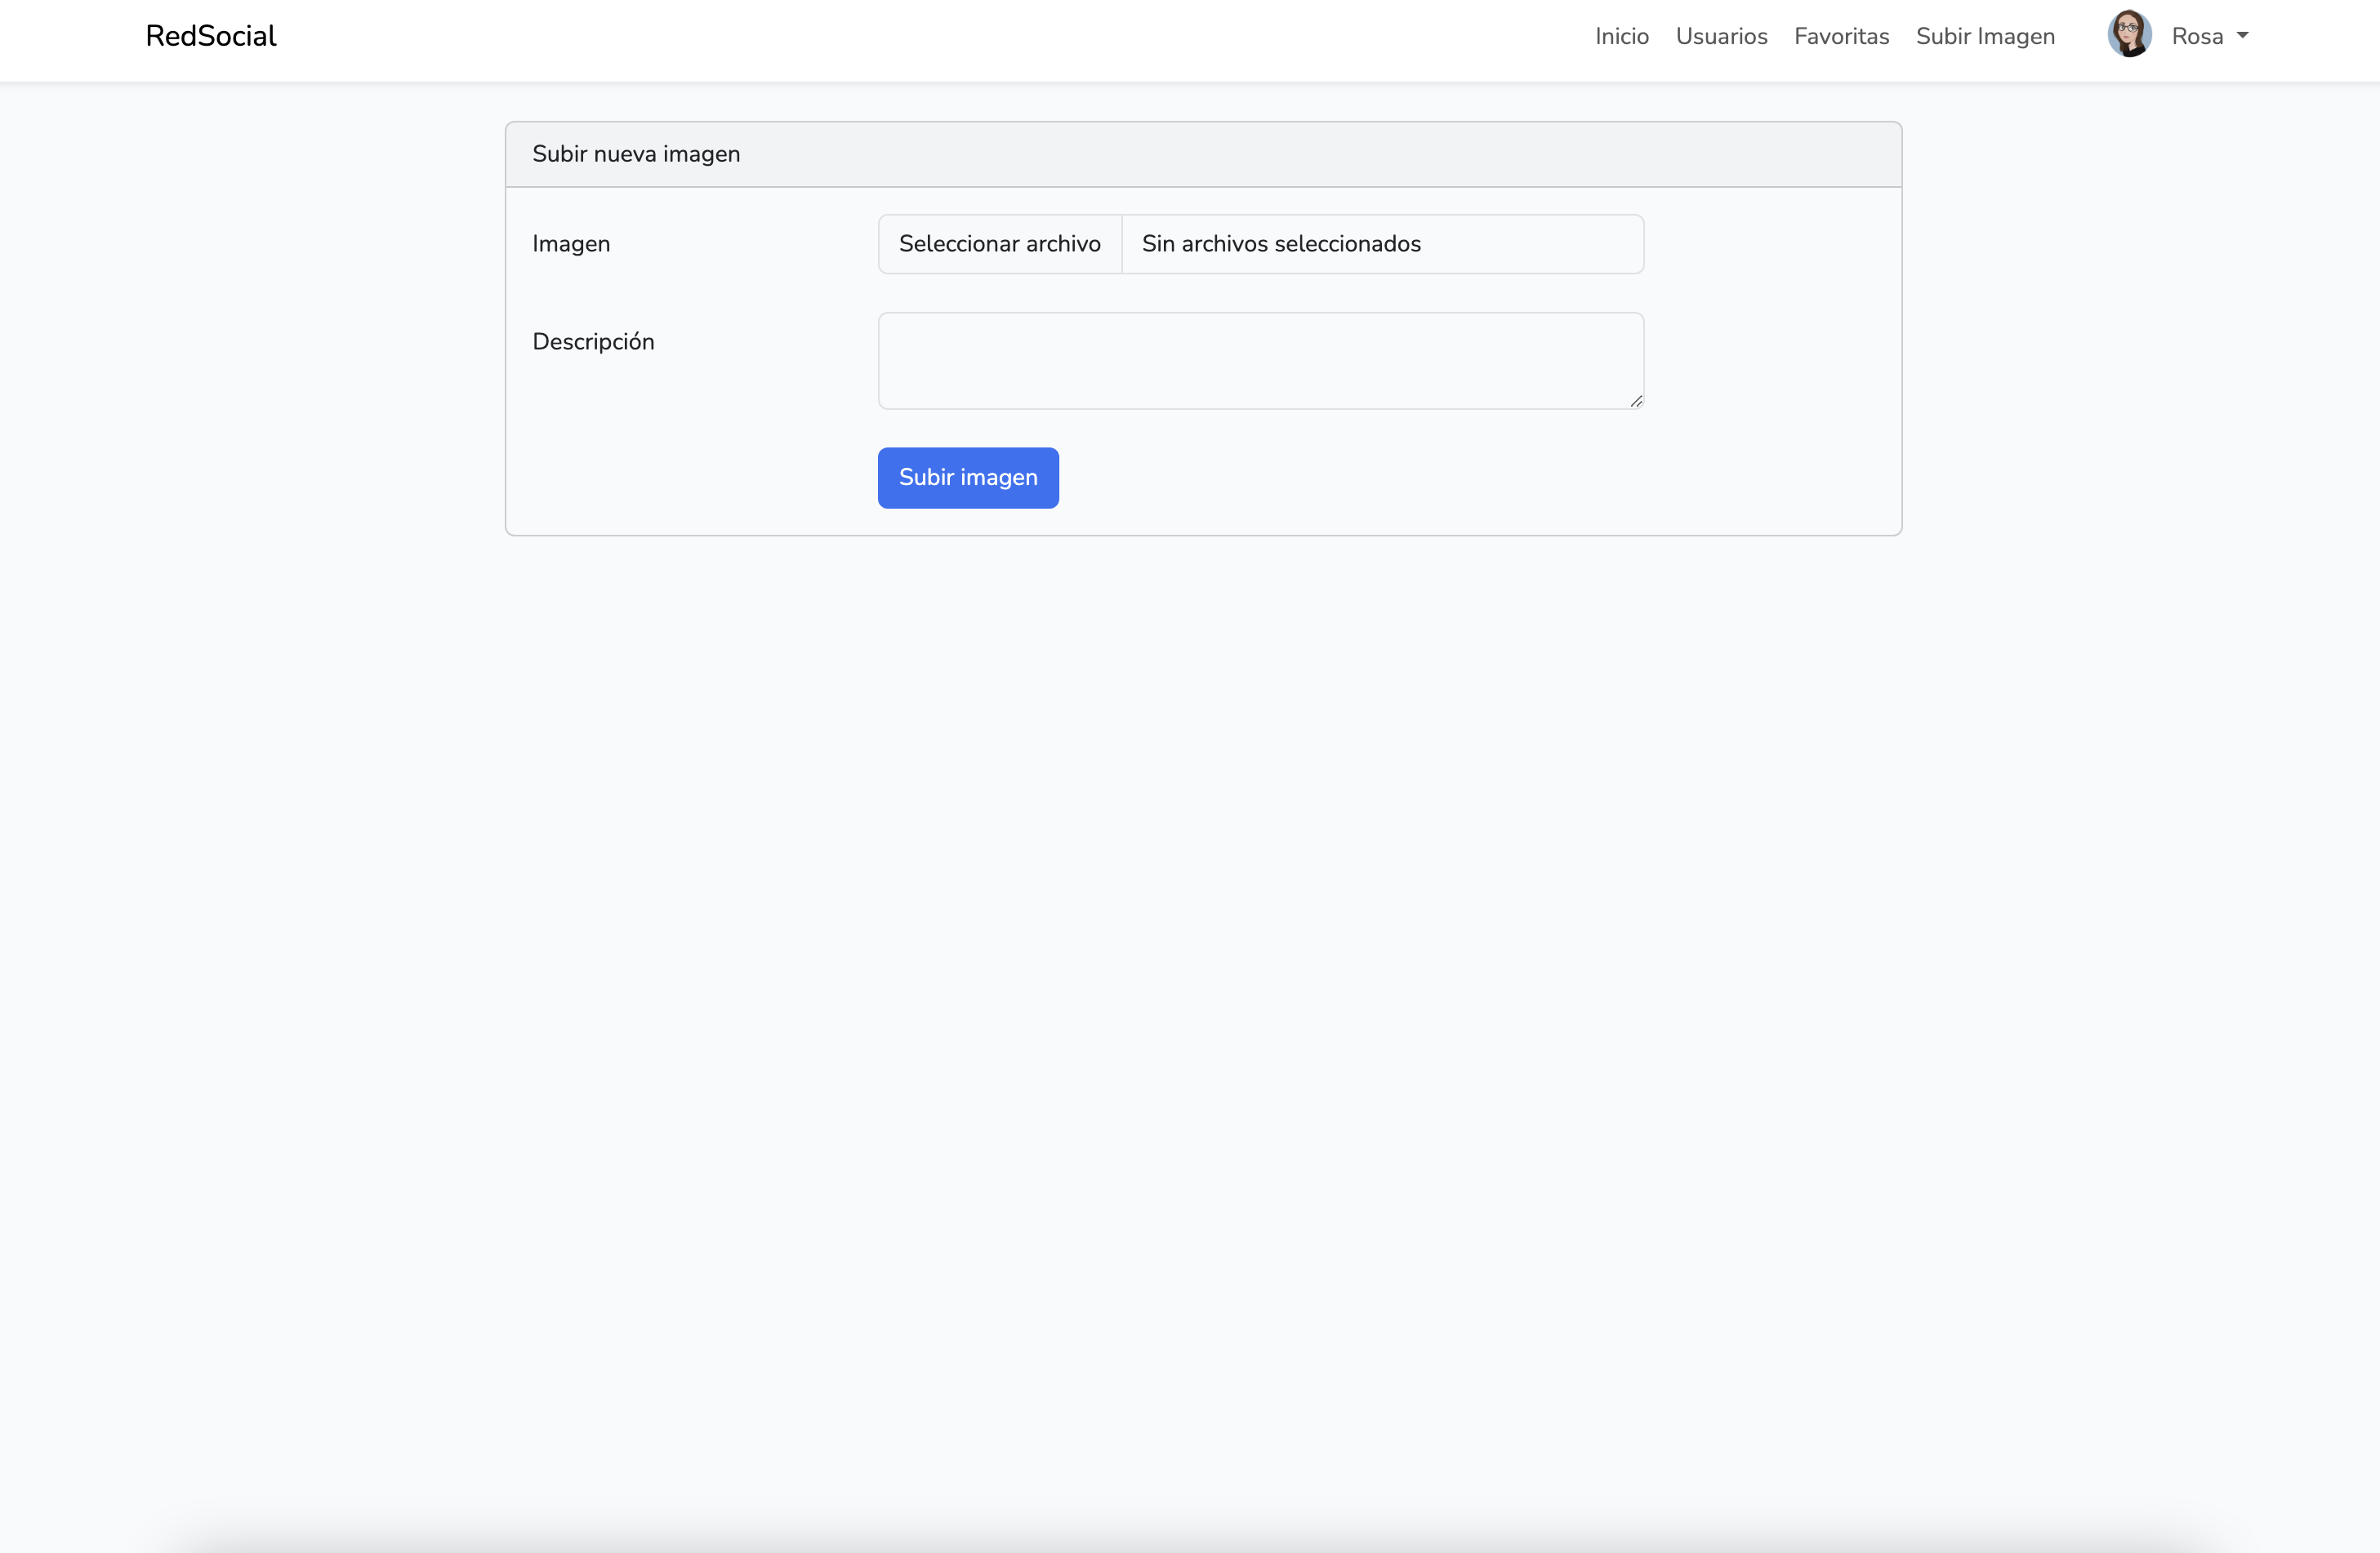 RedSocial
Inicio Usuarios Favoritas Subir Imagen Rosa
Subir nueva imagen
Imagen Seleccionar archivo Sin archivos seleccionados
Descripción
Subir imagen